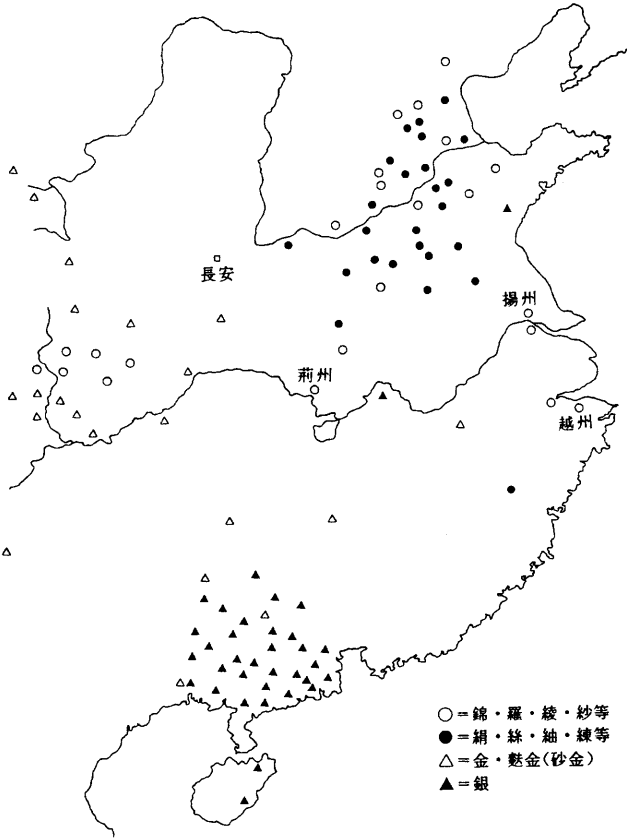 長安
揚州
荊州
越州
○=錦・羅・綾・紗等
●=絹・絲・紬・練等
△=金・麩金(砂金)
▲=銀